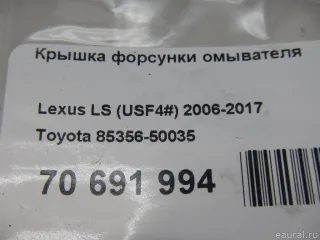 Крышка форсунки омывателя
Lexus LS (USF4#) 2006-2017
Toyota 85356-50035
70 691 994
eaural.ru